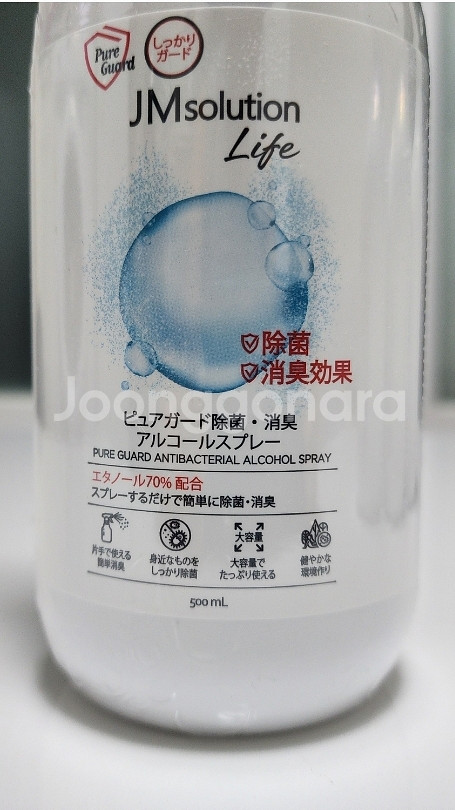 Pure
Guard
しっかり
ガード
JMsolution
Life
除菌
消臭効果
Joonggonara
ピュアガード除菌・消臭
アルコールスプレー
PURE GUARD ANTIBACTERIAL ALCOHOL SPRAY
エタノール70% 配合
スプレーするだけで簡単に除菌・消臭
片手で使える
簡単消臭
身近なものを
しっかり除菌
大容量
大容量で
たっぷり使える
健やかな
環境作り
500 mL